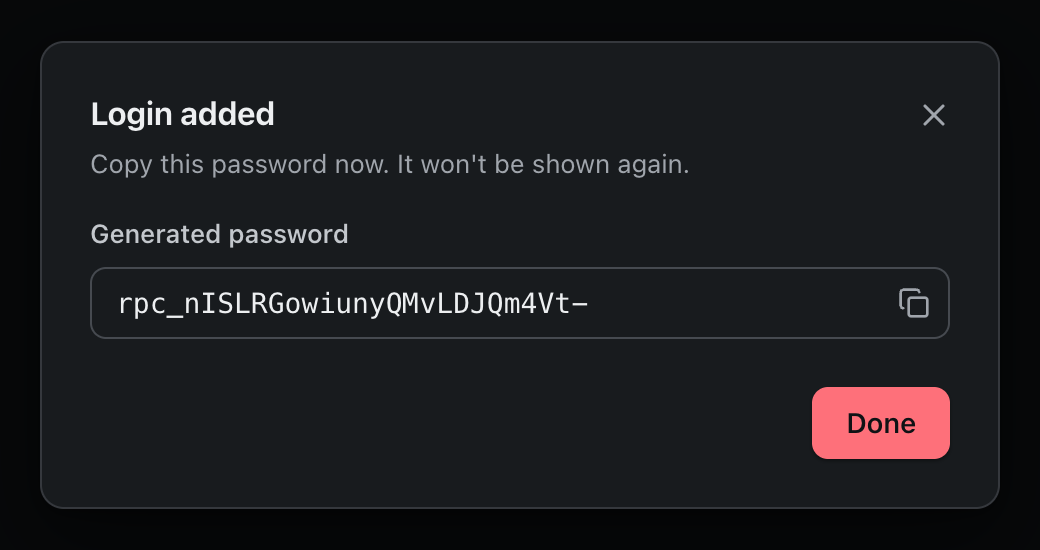 Login added
Copy this password now. It won't be shown again.
Generated password
rpc_nISLRGowiunyQMvLDJQm4Vt-
Done